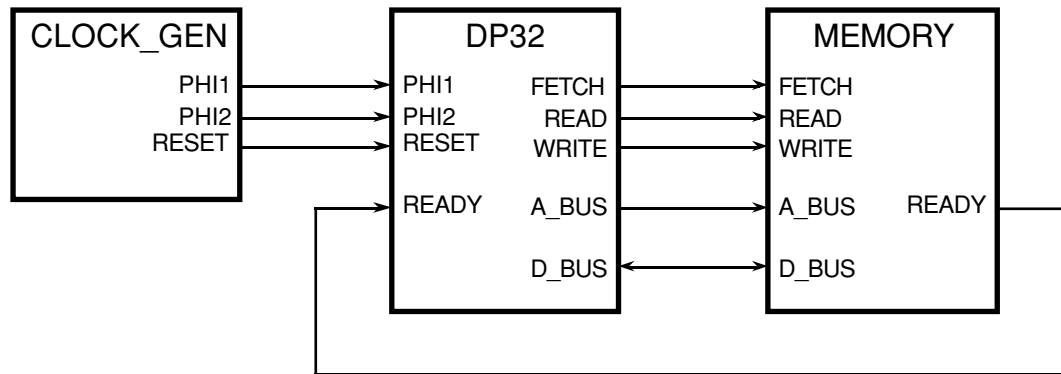 CLOCK_GEN
PHI1
PHI2
RESET
DP32
PHI1
PHI2
RESET
READY
FETCH
READ
WRITE
A_BUS
D_BUS
MEMORY
FETCH
READ
WRITE
A_BUS
D_BUS
READY